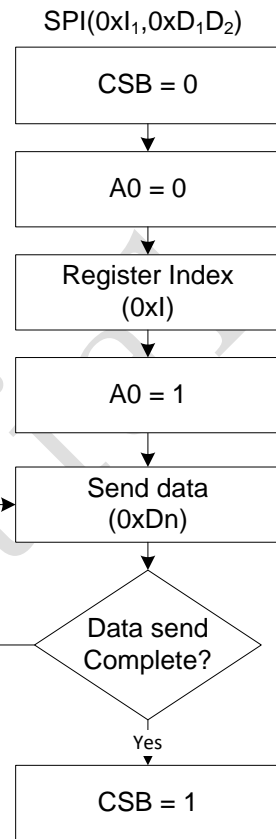 SPI(0xI₁,0xD₁D₂)
CSB = 0
A0 = 0
Register Index
(0xI)
A0 = 1
Send data
(0xDn)
Data send
Complete?
Yes
CSB = 1